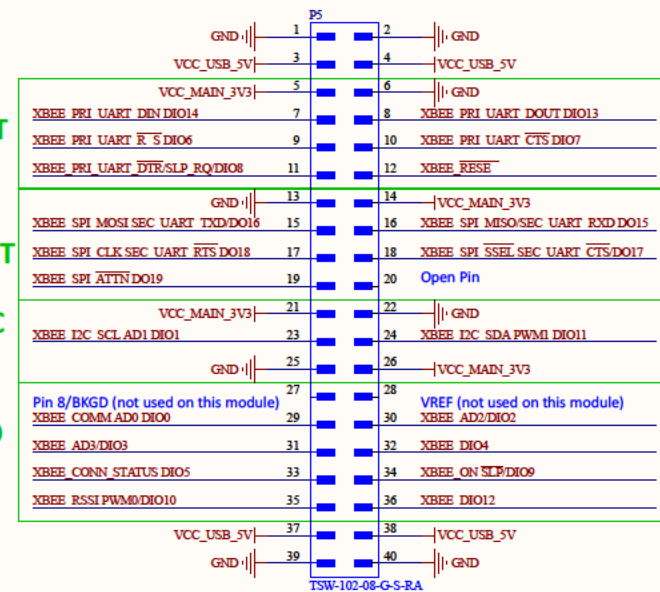 P5
GND 1 2 GND
VCC_USB_5V 3 4 VCC_USB_5V
VCC_MAIN_3V3 5 6 GND
XBEE PRI UART DIN DIO14 7 8 XBEE PRI UART DOUT DIO13
T
XBEE PRI UART R S DIO6 9 10 XBEE PRI UART CTS DIO7
XBEE_PRI_UART_DTR/SLP_RQ/DIO8 11 12 XBEE_RESE
GND 13 14 VCC_MAIN_3V3
XBEE SPI MOSI SEC UART TXD/DO16 15 16 XBEE SPI MISO/SEC UART RXD DO15
T
XBEE SPI CLK SEC UART RTS DO18 17 18 XBEE SPI SSEL SEC UART CTS/DO17
XBEE SPI ATTN DO19 19 20 Open Pin
VCC_MAIN_3V3 21 22 GND
C
XBEE I2C SCL AD1 DIO1 23 24 XBEE I2C SDA PWM1 DIO11
GND 25 26 VCC_MAIN_3V3
27 28
Pin 8/BKGD (not used on this module) VREF (not used on this module)
XBEE COMM AD0 DIO0 29 30 XBEE AD2/DIO2
XBEE AD3/DIO3 31 32 XBEE DIO4
XBEE_CONN_STATUS DIO5 33 34 XBEE_ON SLP/DIO9
XBEE RSSI PWM0/DIO10 35 36 XBEE DIO12
VCC_USB_5V 37 38 VCC_USB_5V
GND 39 40 GND
TSW-102-08-G-S-RA